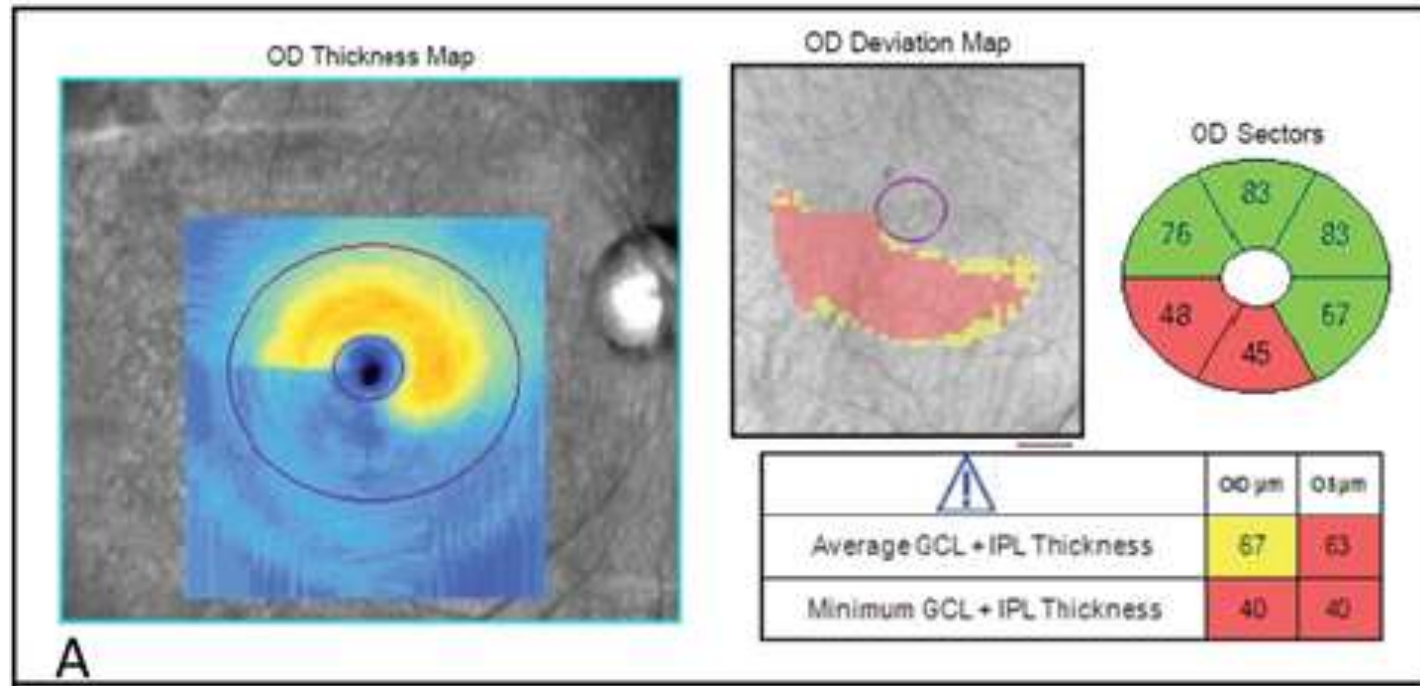 OD Thickness Map
OD Deviation Map
OD Sectors
83
76
83
48
67
45
OD µm
OS µm
Average GCL + IPL Thickness
67
63
Minimum GCL + IPL Thickness
40
40
A